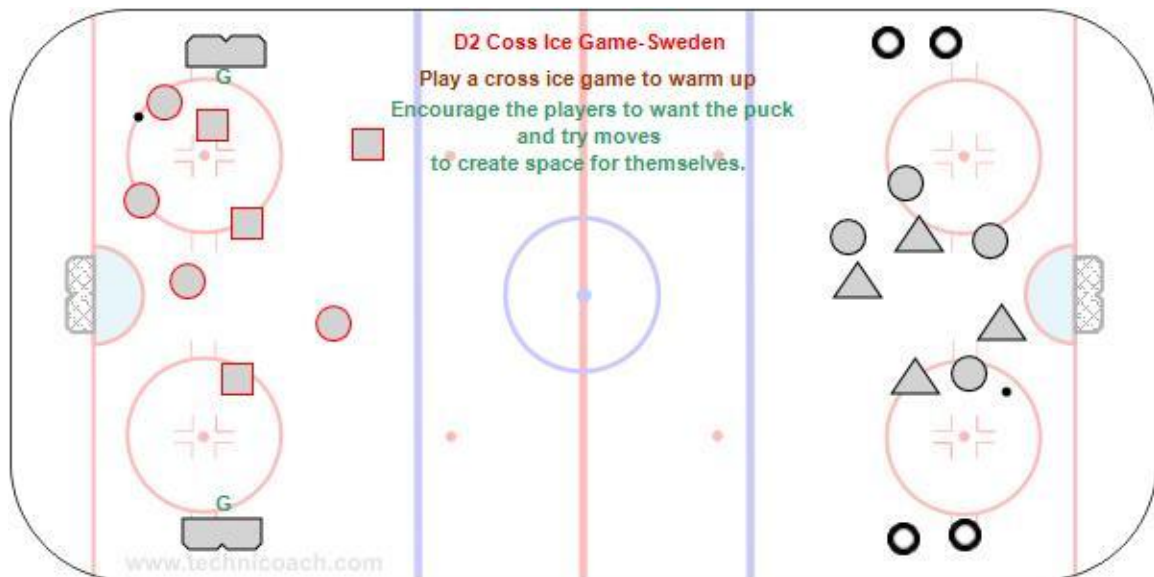 D2 Coss Ice Game-Sweden
Play a cross ice game to warm up
G
Encourage the players to want the puck
and try moves
to create space for themselves.
G
www.technicoach.com